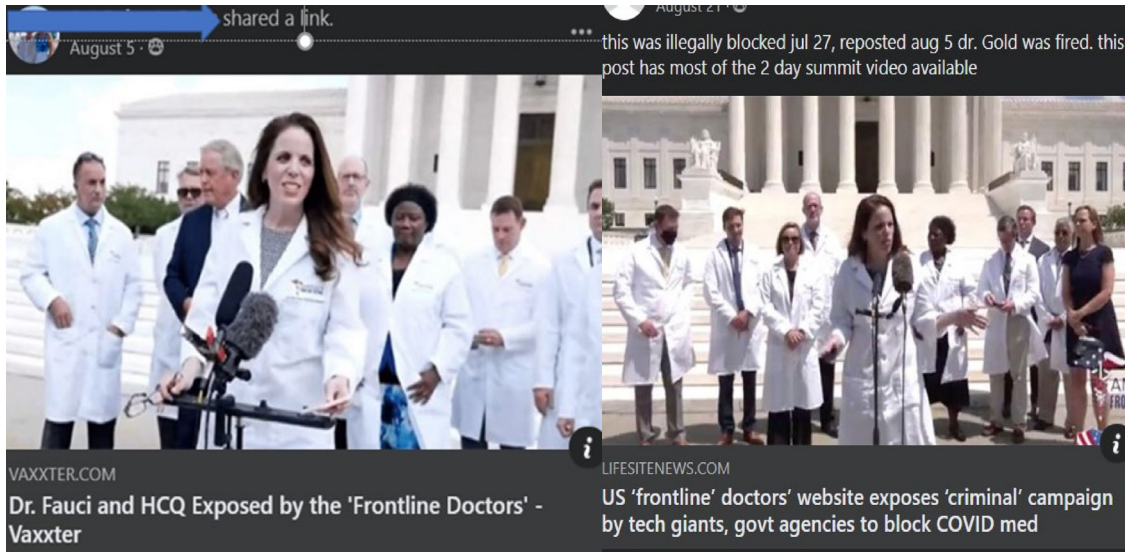 shared a link.
August 5 ·
VAXXTER.COM
Dr. Fauci and HCQ Exposed by the 'Frontline Doctors' -
Vaxxter
August 21 ·
this was illegally blocked jul 27, reposted aug 5 dr. Gold was fired. this
post has most of the 2 day summit video available
LIFESITENEWS.COM
US ‘frontline’ doctors’ website exposes ‘criminal’ campaign
by tech giants, govt agencies to block COVID med